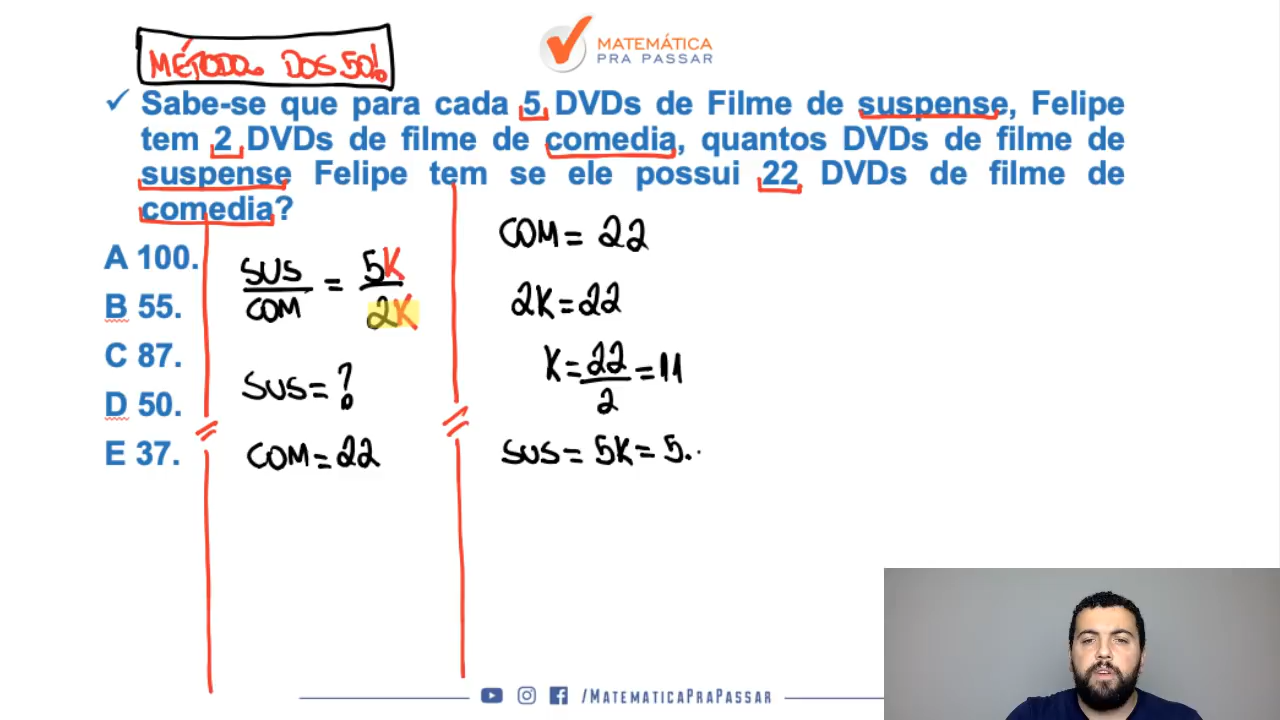 MÉTODO DOS 50!
MATEMÁTICA
PRA PASSAR
✓ Sabe-se que para cada 5 DVDs de Filme de suspense, Felipe
tem 2 DVDs de filme de comedia, quantos DVDs de filme de
suspense Felipe tem se ele possui 22 DVDs de filme de
comedia?
A 100.
B 55.
C 87.
D 50.
E 37.
SUS/COM = 5K/2K
SUS = ?
COM = 22
COM = 22
2K = 22
K = 22/2 = 11
SUS = 5K = 5.
/MATEMATICAPRAPASSAR